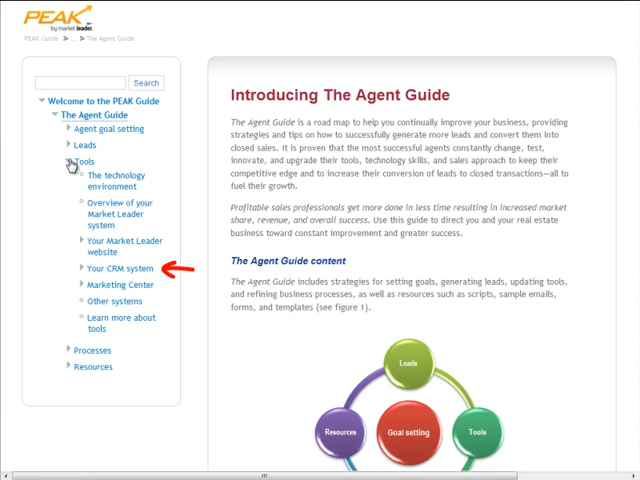 PEAK
by market leader.
PEAK Guide > ... > The Agent Guide
Search
Welcome to the PEAK Guide
The Agent Guide
Agent goal setting
Leads
Tools
The technology
environment
Overview of your
Market Leader
system
Your Market Leader
website
Your CRM system
Marketing Center
Other systems
Learn more about
tools
Processes
Resources
Introducing The Agent Guide
The Agent Guide is a road map to help you continually improve your business, providing
strategies and tips on how to successfully generate more leads and convert them into
closed sales. It is proven that the most successful agents constantly change, test,
innovate, and upgrade their tools, technology skills, and sales approach to keep their
competitive edge and to increase their conversion of leads to closed transactions—all to
fuel their growth.
Profitable sales professionals get more done in less time resulting in increased market
share, revenue, and overall success. Use this guide to direct you and your real estate
business toward constant improvement and greater success.
The Agent Guide content
The Agent Guide includes strategies for setting goals, generating leads, updating tools,
and refining business processes, as well as resources such as scripts, sample emails,
forms, and templates (see figure 1).
Leads
Resources
Goal setting
Tools